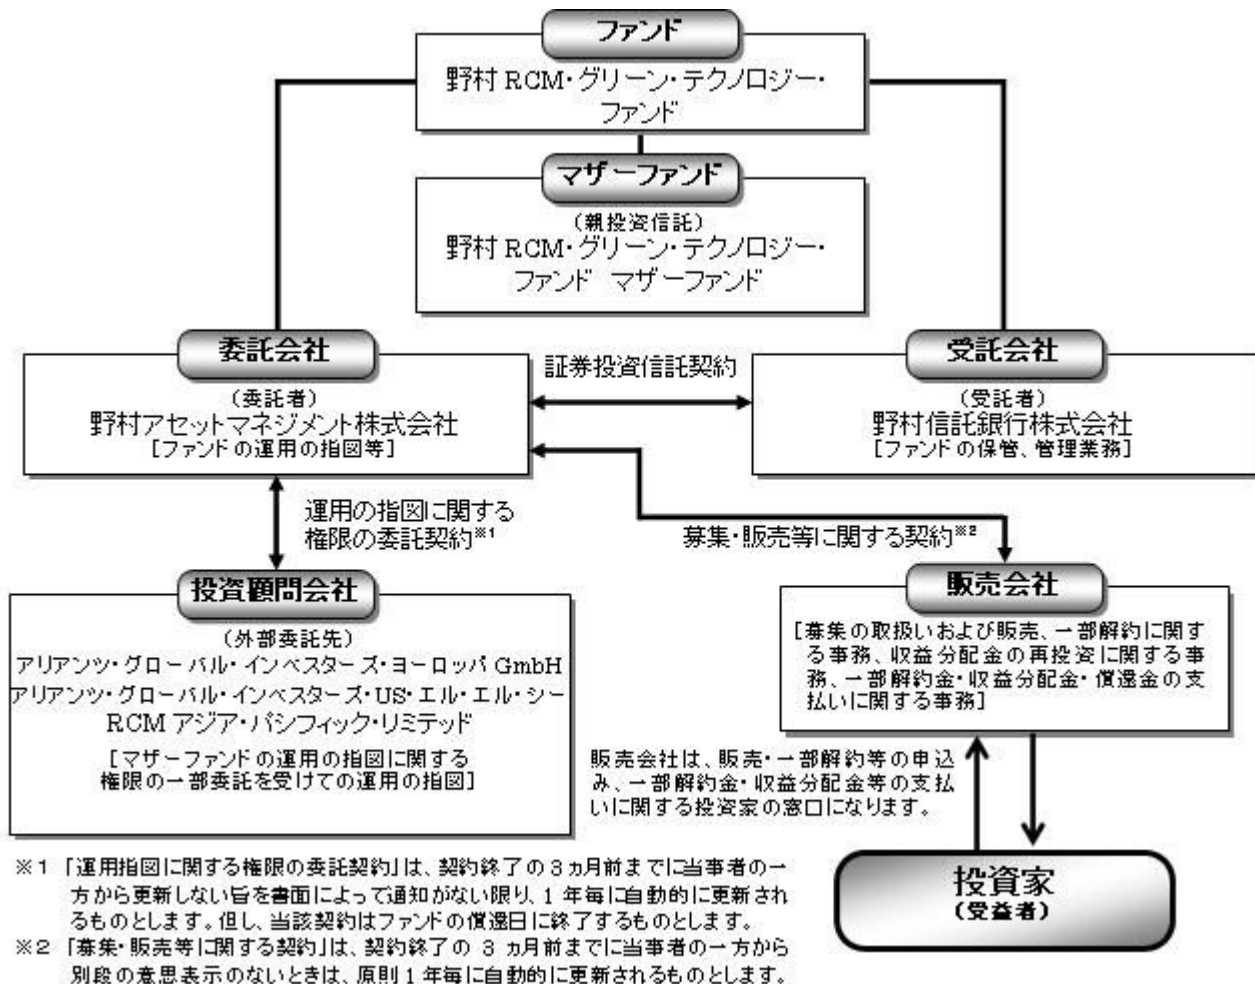 ファンド
野村 RCM・グリーン・テクノロジー・
ファンド
マザーファンド
(親投資信託)
野村 RCM・グリーン・テクノロジー・
ファンド マザーファンド
委託会社
(委託者)
野村アセットマネジメント株式会社
[ファンドの運用の指図等]
証券投資信託契約
受託会社
(受託者)
野村信託銀行株式会社
[ファンドの保管、管理業務]
運用の指図に関する
権限の委託契約※1
募集・販売等に関する契約※2
投資顧問会社
(外部委託先)
アリアンツ・グローバル・インベスターズ・ヨーロッパ GmbH
アリアンツ・グローバル・インベスターズ・US・エル・エル・シー
RCM アジア・パシフィック・リミテッド
[マザーファンドの運用の指図に関する
権限の一部委託を受けての運用の指図]
販売会社
[募集の取扱いおよび販売、一部解約に関す
る事務、収益分配金の再投資に関する事
務、一部解約金・収益分配金・償還金の支
払いに関する事務]
販売会社は、販売・一部解約等の申込
み、一部解約金・収益分配金等の支払
いに関する投資家の窓口になります。
投資家
(受益者)
※1 「運用指図に関する権限の委託契約」は、契約終了の3ヵ月前までに当事者の一
方から更新しない旨を書面によって通知がない限り、1年毎に自動的に更新され
るものとします。但し、当該契約はファンドの償還日に終了するものとします。
※2 「募集・販売等に関する契約」は、契約終了の 3 ヵ月前までに当事者の一方から
別段の意思表示のないときは、原則1年毎に自動的に更新されるものとします。